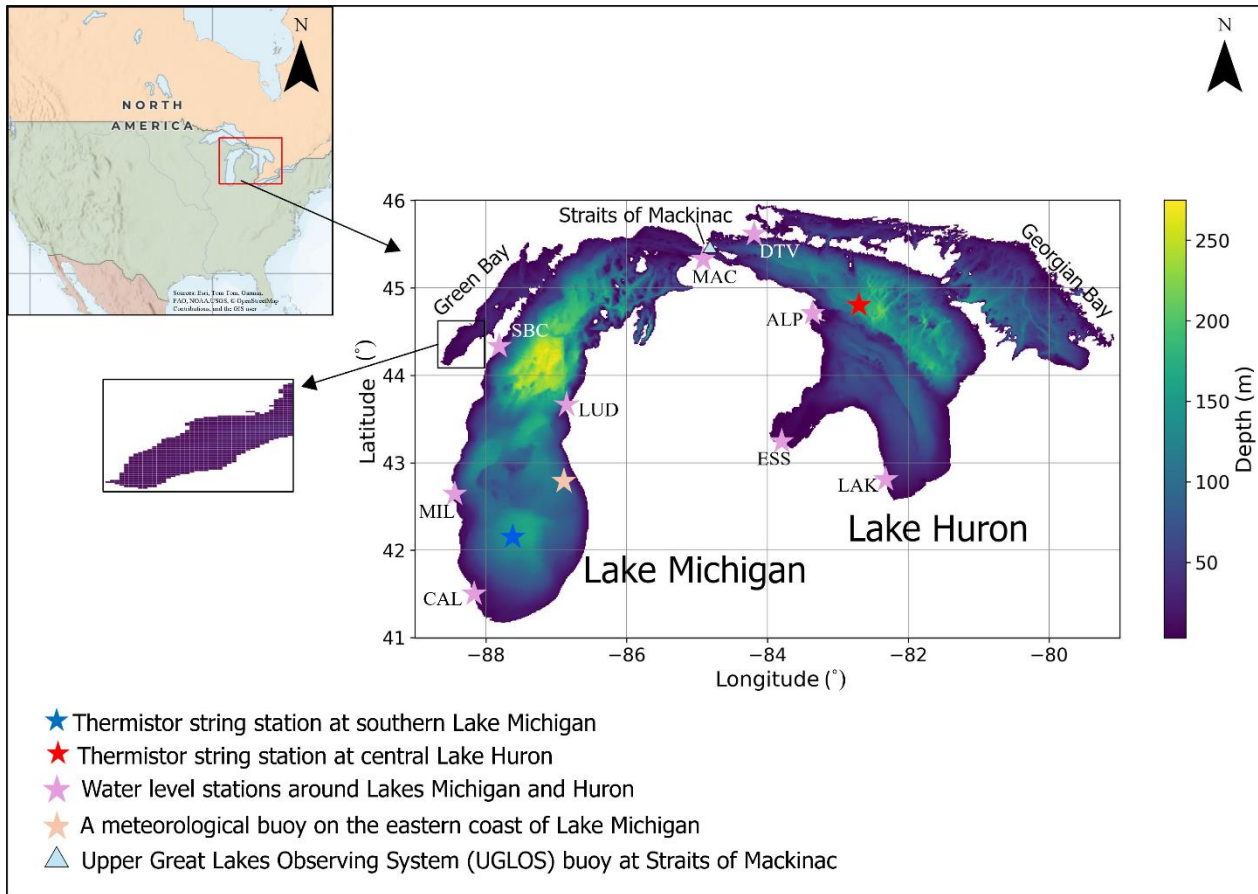 N
N
NORTH
AMERICA
Sources: Esri, Tom Tom, Garmin,
FAO, NOAA, USGS, © OpenStreetMap
Contributions, and the GIS user
46
45
44
43
42
41
Latitude (°)
Straits of Mackinac
DTV
MAC
Green Bay
Georgian Bay
SBC
ALP
LUD
ESS
LAK
MIL
CAL
Lake Huron
Lake Michigan
−88
−86
−84
−82
−80
Longitude (°)
250
200
150
100
50
Depth (m)
Thermistor string station at southern Lake Michigan
Thermistor string station at central Lake Huron
Water level stations around Lakes Michigan and Huron
A meteorological buoy on the eastern coast of Lake Michigan
Upper Great Lakes Observing System (UGLOS) buoy at Straits of Mackinac